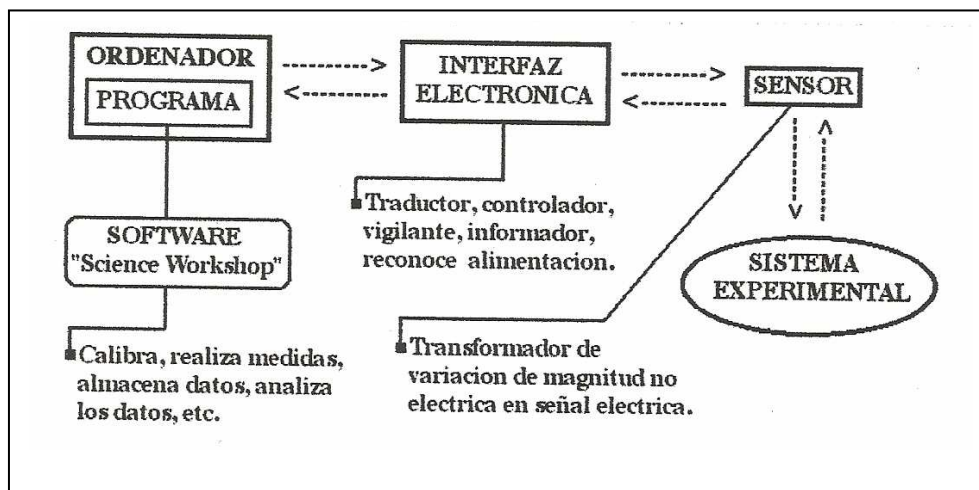 ORDENADOR
PROGRAMA
INTERFAZ
ELECTRONICA
SENSOR
SOFTWARE
"Science Workshop"
Traductor, controlador,
vigilante, informador,
reconoce alimentacion.
SISTEMA
EXPERIMENTAL
Calibra, realiza medidas,
almacena datos, analiza
los datos, etc.
Transformador de
variacion de magnitud no
electrica en señal electrica.